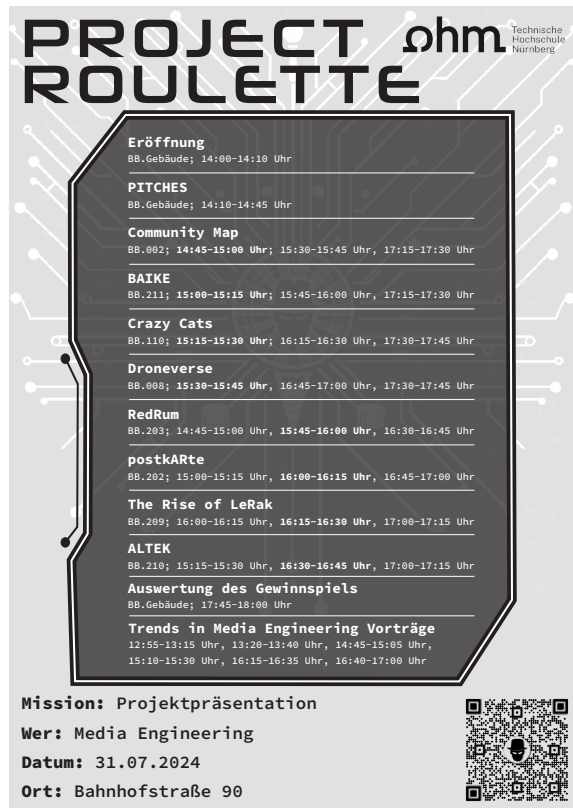 PROJECT
ROULETTE
ohm
Technische
Hochschule
Nürnberg
Eröffnung
BB.Gebäude; 14:00-14:10 Uhr
PITCHES
BB.Gebäude; 14:10-14:45 Uhr
Community Map
BB.002; 14:45-15:00 Uhr; 15:30-15:45 Uhr, 17:15-17:30 Uhr
BAIKE
BB.211; 15:00-15:15 Uhr; 15:45-16:00 Uhr, 17:15-17:30 Uhr
Crazy Cats
BB.110; 15:15-15:30 Uhr; 16:15-16:30 Uhr, 17:30-17:45 Uhr
Droneverse
BB.008; 15:30-15:45 Uhr, 16:45-17:00 Uhr, 17:30-17:45 Uhr
RedRum
BB.203; 14:45-15:00 Uhr, 15:45-16:00 Uhr, 16:30-16:45 Uhr
postkARte
BB.202; 15:00-15:15 Uhr, 16:00-16:15 Uhr, 16:45-17:00 Uhr
The Rise of LeRak
BB.209; 16:00-16:15 Uhr, 16:15-16:30 Uhr, 17:00-17:15 Uhr
ALTEK
BB.210; 15:15-15:30 Uhr, 16:30-16:45 Uhr, 17:00-17:15 Uhr
Auswertung des Gewinnspiels
BB.Gebäude; 17:45-18:00 Uhr
Trends in Media Engineering Vorträge
12:55-13:15 Uhr, 13:20-13:40 Uhr, 14:45-15:05 Uhr,
15:10-15:30 Uhr, 16:15-16:35 Uhr, 16:40-17:00 Uhr
Mission: Projektpräsentation
Wer: Media Engineering
Datum: 31.07.2024
Ort: Bahnhofstraße 90